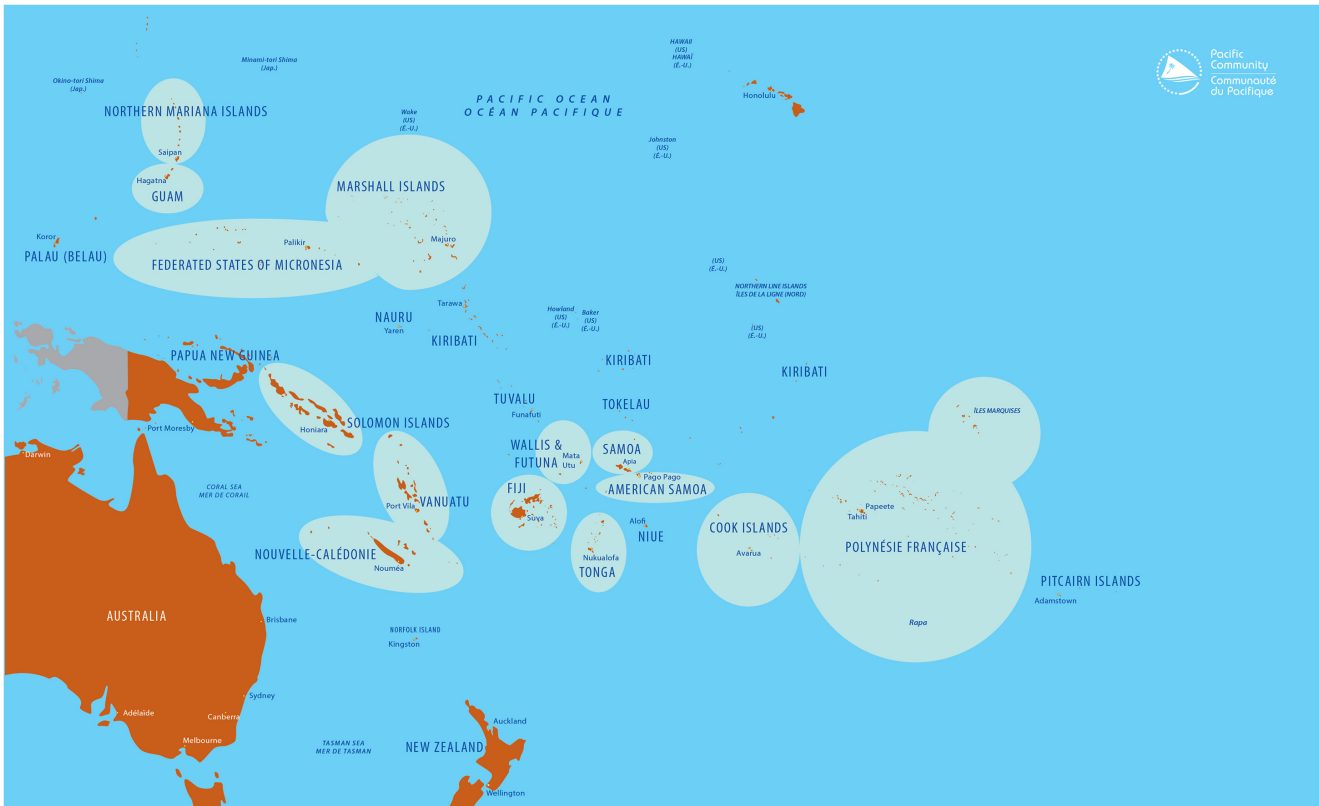 HAWAII
(US)
HAWAÏ
(É.-U.)
Pacific
Community
Communauté
du Pacifique
Minami-tori Shima
(Jap.)
Okino-tori Shima
(Jap.)
PACIFIC OCEAN
OCÉAN PACIFIQUE
Honolulu
NORTHERN MARIANA ISLANDS
Wake
(US)
(É.-U.)
Johnston
(US)
(É.-U.)
Saipan
Hagatna
GUAM
MARSHALL ISLANDS
Majuro
Koror
PALAU (BELAU)
Palikir
FEDERATED STATES OF MICRONESIA
(US)
(É.-U.)
NORTHERN LINE ISLANDS
ÎLES DE LA LIGNE (NORD)
Tarawa
NAURU
Yaren
KIRIBATI
Howland
(US)
(É.-U.)
Baker
(US)
(É.-U.)
(US)
(É.-U.)
PAPUA NEW GUINEA
KIRIBATI
KIRIBATI
TUVALU
Funafuti
TOKELAU
ÎLES MARQUISES
Port Moresby
Honiara
SOLOMON ISLANDS
Darwin
WALLIS &
FUTUNA
Mata
Utu
SAMOA
Apia
Pago Pago
AMERICAN SAMOA
CORAL SEA
MER DE CORAIL
Port Vila
VANUATU
FIJI
Suva
Alofi
NIUE
COOK ISLANDS
Avarua
Papeete
Tahiti
POLYNÉSIE FRANÇAISE
NOUVELLE-CALÉDONIE
Nouméa
Nukualofa
TONGA
PITCAIRN ISLANDS
Adamstown
AUSTRALIA
Brisbane
NORFOLK ISLAND
Kingston
Rapa
Sydney
Adélaïde
Canberra
Melbourne
TASMAN SEA
MER DE TASMAN
NEW ZEALAND
Auckland
Wellington